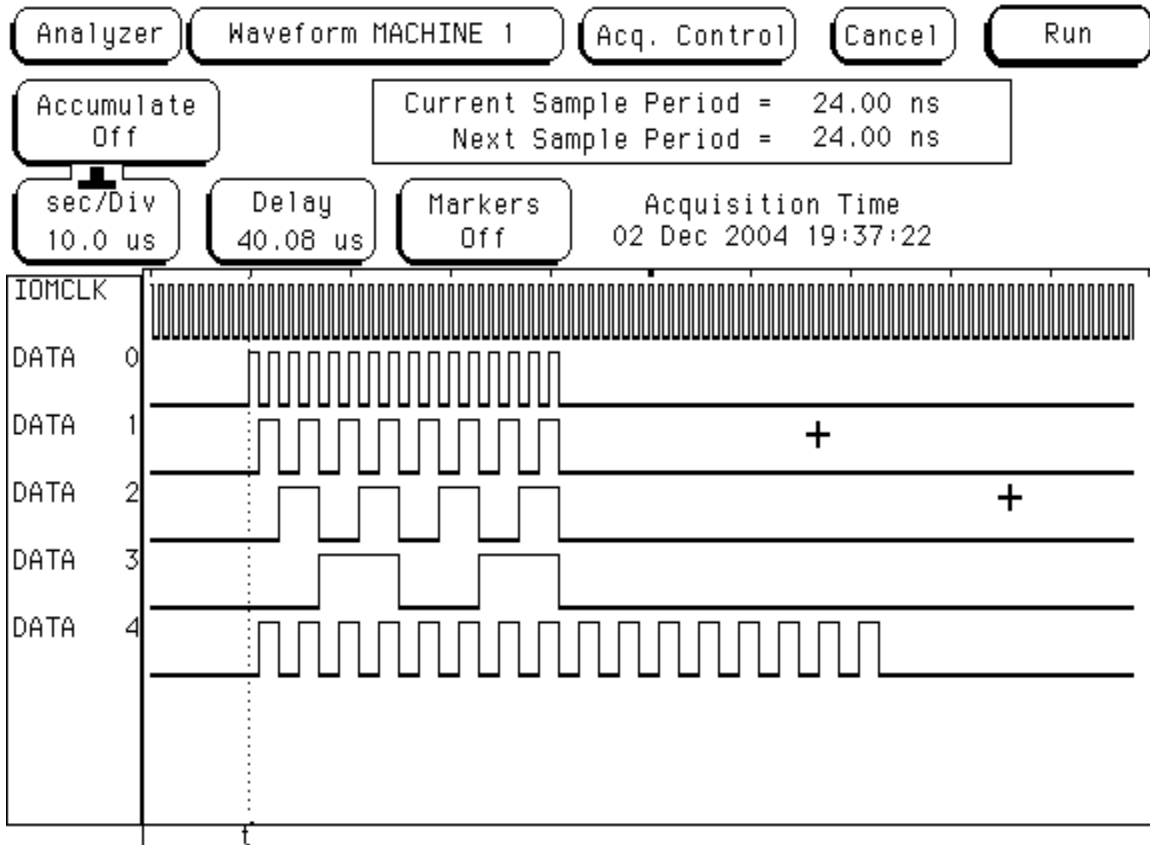 Analyzer Waveform MACHINE 1 Acq. Control Cancel Run
Accumulate
Off
Current Sample Period = 24.00 ns
Next Sample Period = 24.00 ns
sec/Div
10.0 us
Delay
40.08 us
Markers
Off
Acquisition Time
02 Dec 2004 19:37:22
IOMCLK
DATA 0
DATA 1
DATA 2
DATA 3
DATA 4
t